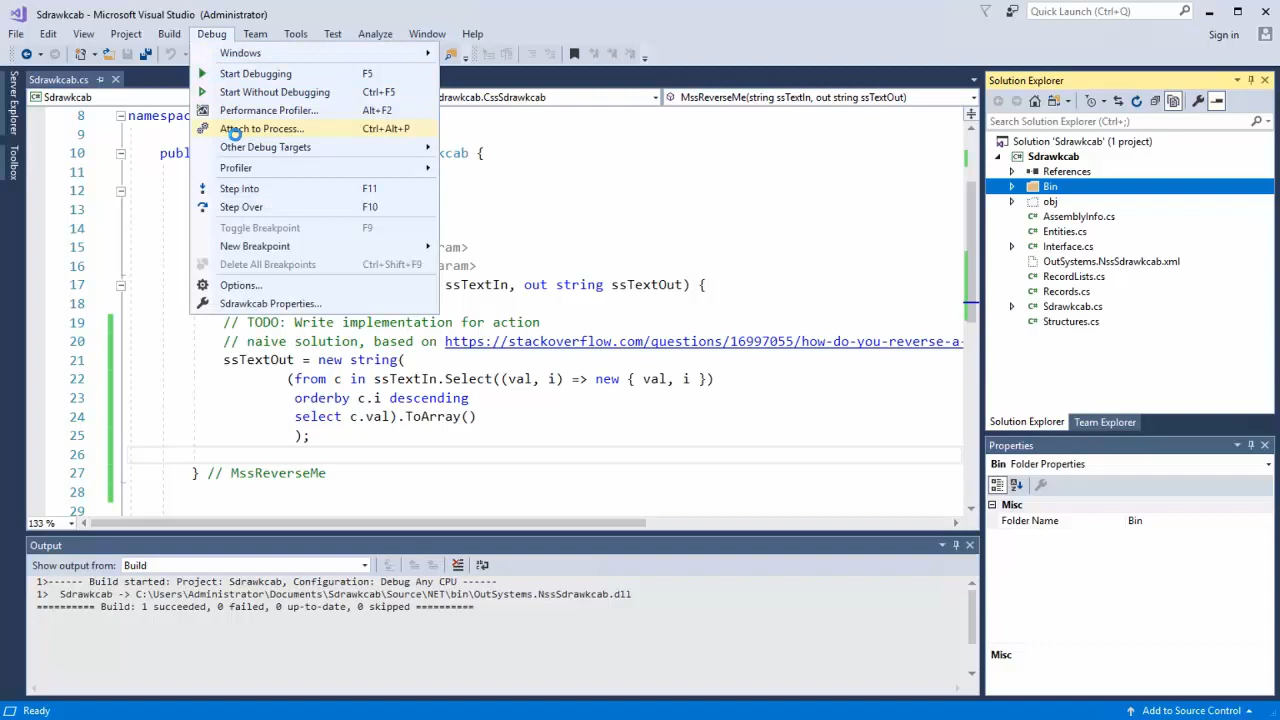 Sdrawkcab - Microsoft Visual Studio (Administrator)
Quick Launch (Ctrl+Q)
File Edit View Project Build Debug Team Tools Test Analyze Window Help
Sign in
Sdrawkcab.cs
Sdrawkcab
drawkcab.CssSdrawkcab
MssReverseMe(string ssTextIn, out string ssTextOut)
Server Explorer
Toolbox
Windows
Start Debugging F5
Start Without Debugging Ctrl+F5
Performance Profiler... Alt+F2
Attach to Process... Ctrl+Alt+P
Other Debug Targets
Profiler
Step Into F11
Step Over F10
Toggle Breakpoint F9
New Breakpoint
Delete All Breakpoints Ctrl+Shift+F9
Options...
Sdrawkcab Properties...
8 namespac
9
10 publ kcab {
11
12
13
14
15 am>
16 aram>
17 ssTextIn, out string ssTextOut) {
18
19 // TODO: Write implementation for action
20 // naive solution, based on https://stackoverflow.com/questions/16997055/how-do-you-reverse-a-
21 ssTextOut = new string(
22 (from c in ssTextIn.Select((val, i) => new { val, i })
23 orderby c.i descending
24 select c.val).ToArray()
25 );
26
27 } // MssReverseMe
28
29
133 %
Output
Show output from: Build
1>------ Build started: Project: Sdrawkcab, Configuration: Debug Any CPU ------
1> Sdrawkcab -> C:\Users\Administrator\Documents\Sdrawkcab\Source\NET\bin\OutSystems.NssSdrawkcab.dll
========== Build: 1 succeeded, 0 failed, 0 up-to-date, 0 skipped ==========
Solution Explorer
Search Solution Explorer (Ctrl+;)
Solution 'Sdrawkcab' (1 project)
Sdrawkcab
References
Bin
obj
AssemblyInfo.cs
Entities.cs
Interface.cs
OutSystems.NssSdrawkcab.xml
RecordLists.cs
Records.cs
Sdrawkcab.cs
Structures.cs
Solution Explorer Team Explorer
Properties
Bin Folder Properties
Misc
Folder Name Bin
Misc
Ready
Add to Source Control